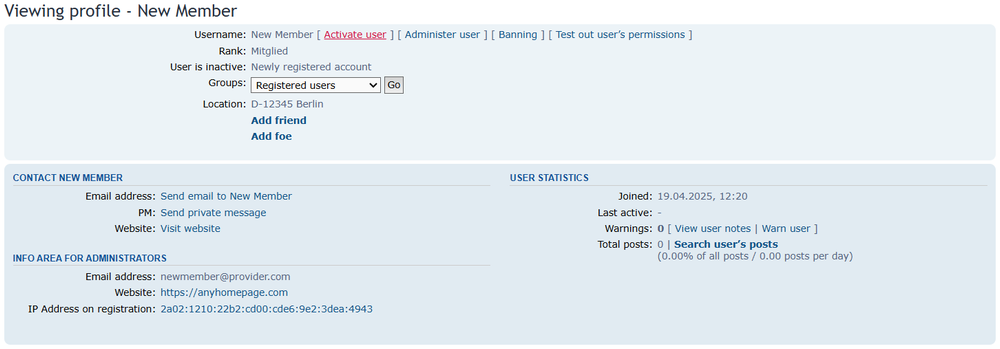 Viewing profile - New Member
Username: New Member [ Activate user ] [ Administer user ] [ Banning ] [ Test out user's permissions ]
Rank: Mitglied
User is inactive: Newly registered account
Groups: Registered users Go
Location: D-12345 Berlin
Add friend
Add foe
CONTACT NEW MEMBER
Email address: Send email to New Member
PM: Send private message
Website: Visit website
INFO AREA FOR ADMINISTRATORS
Email address: newmember@provider.com
Website: https://anyhomepage.com
IP Address on registration: 2a02:1210:22b2:cd00:cde6:9e2:3dea:4943
USER STATISTICS
Joined: 19.04.2025, 12:20
Last active: -
Warnings: 0 [ View user notes | Warn user ]
Total posts: 0 | Search user's posts
(0.00% of all posts / 0.00 posts per day)